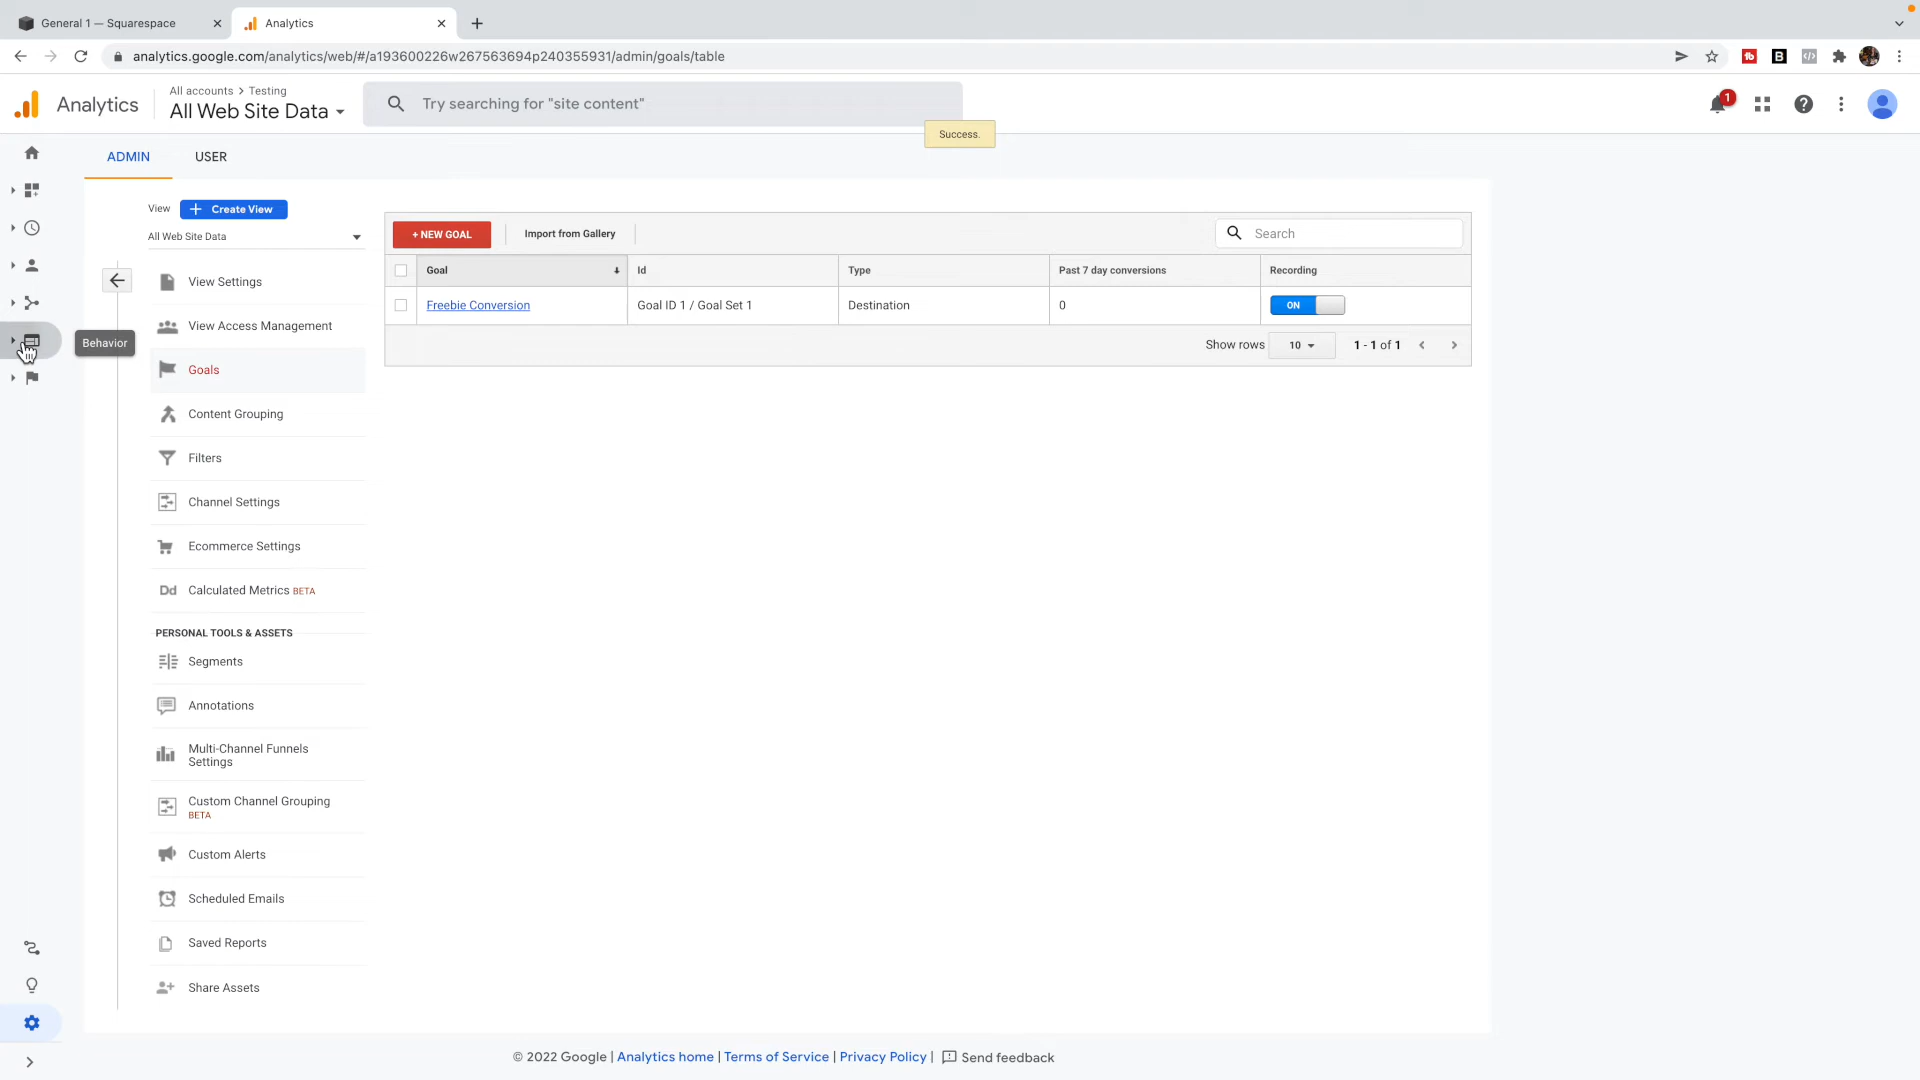 General 1 — Squarespace
Analytics
analytics.google.com/analytics/web/#/a193600226w267563694p240355931/admin/goals/table
Analytics
All accounts > Testing
All Web Site Data
Try searching for "site content"
1
Success.
ADMIN
USER
View
Create View
All Web Site Data
View Settings
View Access Management
Goals
Content Grouping
Filters
Channel Settings
Ecommerce Settings
Dd
Calculated Metrics BETA
PERSONAL TOOLS & ASSETS
Segments
Annotations
Multi-Channel Funnels
Settings
Custom Channel Grouping
BETA
Custom Alerts
Scheduled Emails
Saved Reports
Share Assets
Behavior
+ NEW GOAL
Import from Gallery
Search
Goal
Id
Type
Past 7 day conversions
Recording
Freebie Conversion
Goal ID 1 / Goal Set 1
Destination
0
ON
Show rows
10
1 - 1 of 1
© 2022 Google | Analytics home | Terms of Service | Privacy Policy | Send feedback